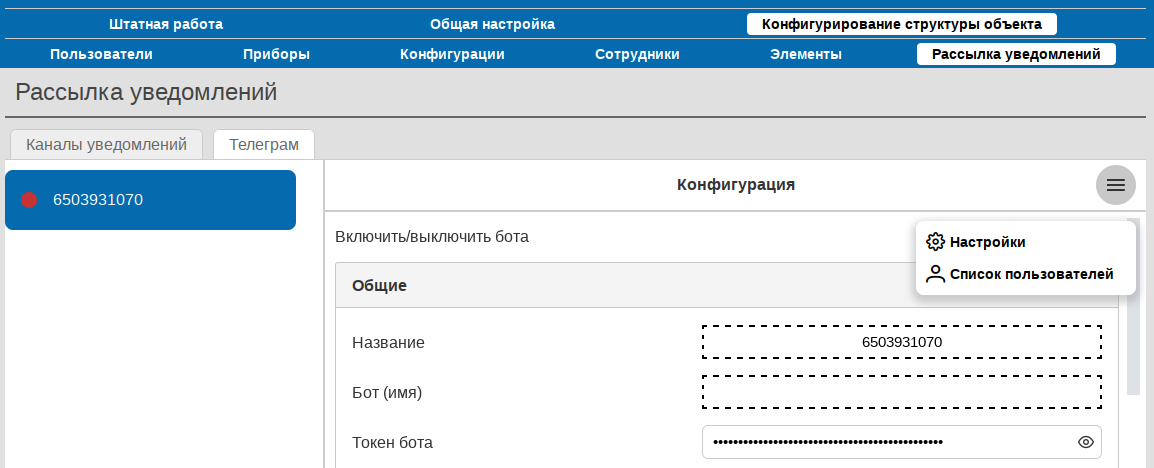 Штатная работа Общая настройка Конфигурирование структуры объекта
Пользователи Приборы Конфигурации Сотрудники Элементы Рассылка уведомлений
Рассылка уведомлений
Каналы уведомлений Телеграм
6503931070
Конфигурация
Включить/выключить бота
Настройки
Список пользователей
Общие
Название 6503931070
Бот (имя)
Токен бота ••••••••••••••••••••••••••••••••••••••••••••••